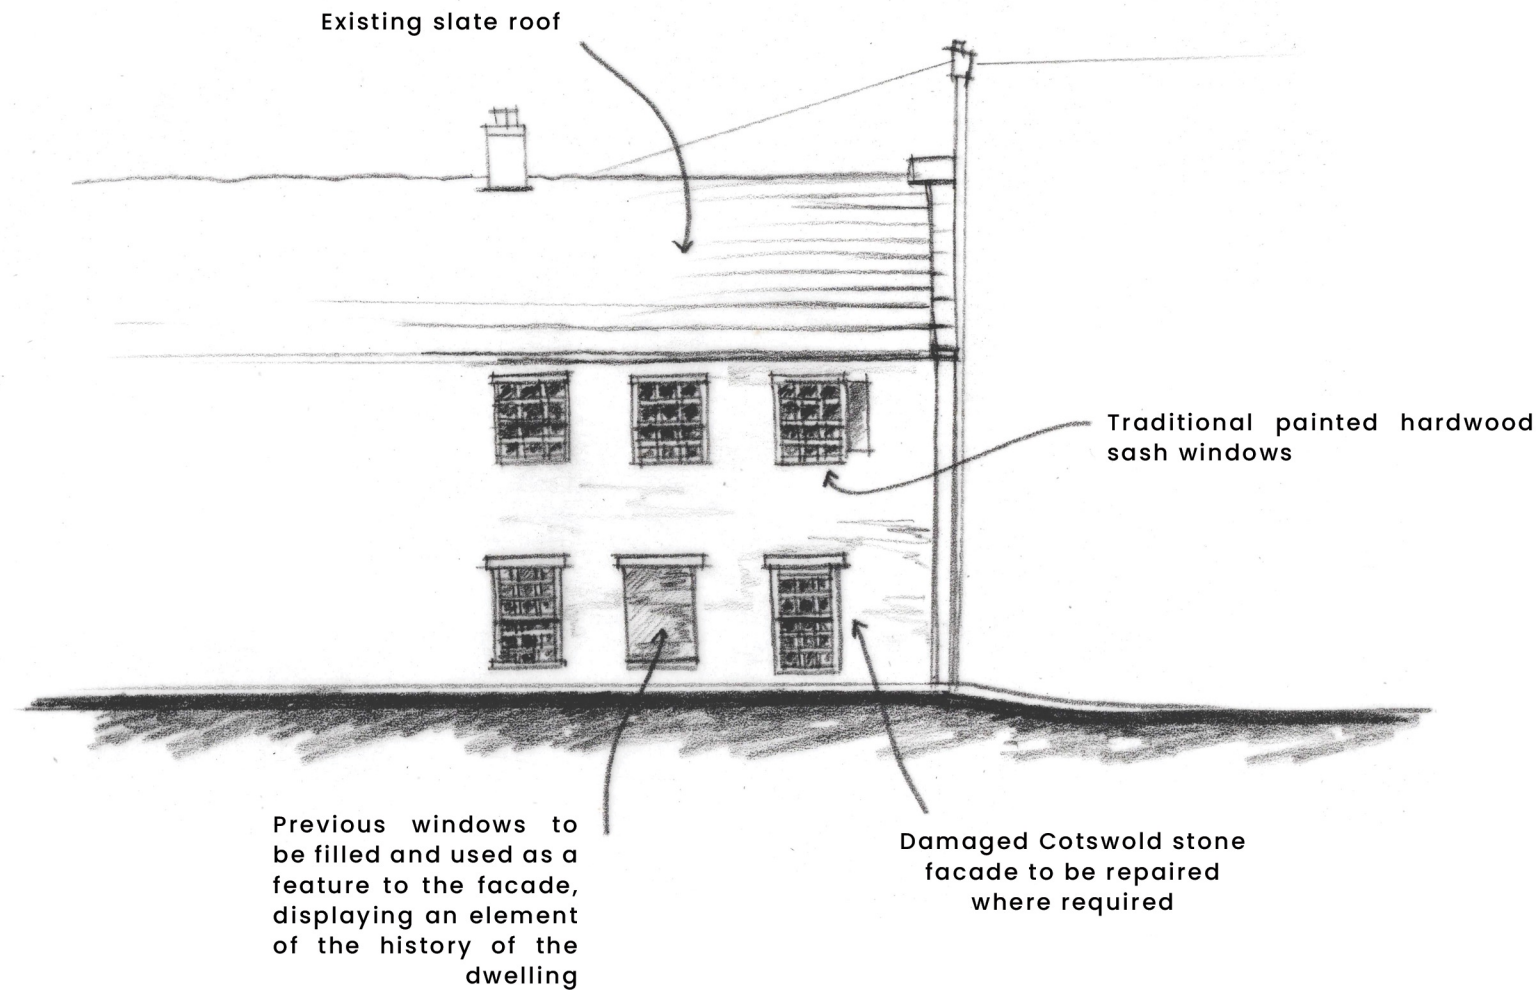 Existing slate roof
Traditional painted hardwood
sash windows
Previous windows to
be filled and used as a
feature to the facade,
displaying an element
of the history of the
dwelling
Damaged Cotswold stone
facade to be repaired
where required